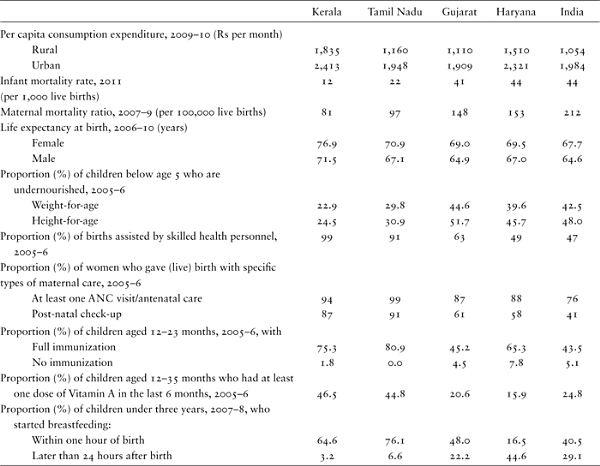 Kerala Tamil Nadu Gujarat Haryana India
Per capita consumption expenditure, 2009–10 (Rs per month)
Rural 1,835 1,160 1,110 1,510 1,054
Urban 2,413 1,948 1,909 2,321 1,984
Infant mortality rate, 2011 12 22 41 44 44
(per 1,000 live births)
Maternal mortality ratio, 2007–9 (per 100,000 live births) 81 97 148 153 212
Life expectancy at birth, 2006–10 (years)
Female 76.9 70.9 69.0 69.5 67.7
Male 71.5 67.1 64.9 67.0 64.6
Proportion (%) of children below age 5 who are
undernourished, 2005–6
Weight-for-age 22.9 29.8 44.6 39.6 42.5
Height-for-age 24.5 30.9 51.7 45.7 48.0
Proportion (%) of births assisted by skilled health personnel, 99 91 63 49 47
2005–6
Proportion (%) of women who gave (live) birth with specific
types of maternal care, 2005–6
At least one ANC visit/antenatal care 94 99 87 88 76
Post-natal check-up 87 91 61 58 41
Proportion (%) of children aged 12–23 months, 2005–6, with
Full immunization 75.3 80.9 45.2 65.3 43.5
No immunization 1.8 0.0 4.5 7.8 5.1
Proportion (%) of children aged 12–35 months who had at least
one dose of Vitamin A in the last 6 months, 2005–6 46.5 44.8 20.6 15.9 24.8
Proportion (%) of children under three years, 2007–8, who
started breastfeeding:
Within one hour of birth 64.6 76.1 48.0 16.5 40.5
Later than 24 hours after birth 3.2 6.6 22.2 44.6 29.1